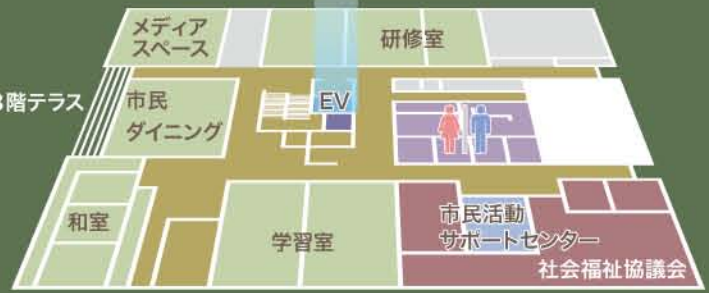 メディア
スペース
研修室
3階テラス
市民
ダイニング
EV
和室
学習室
市民活動
サポートセンター
社会福祉協議会